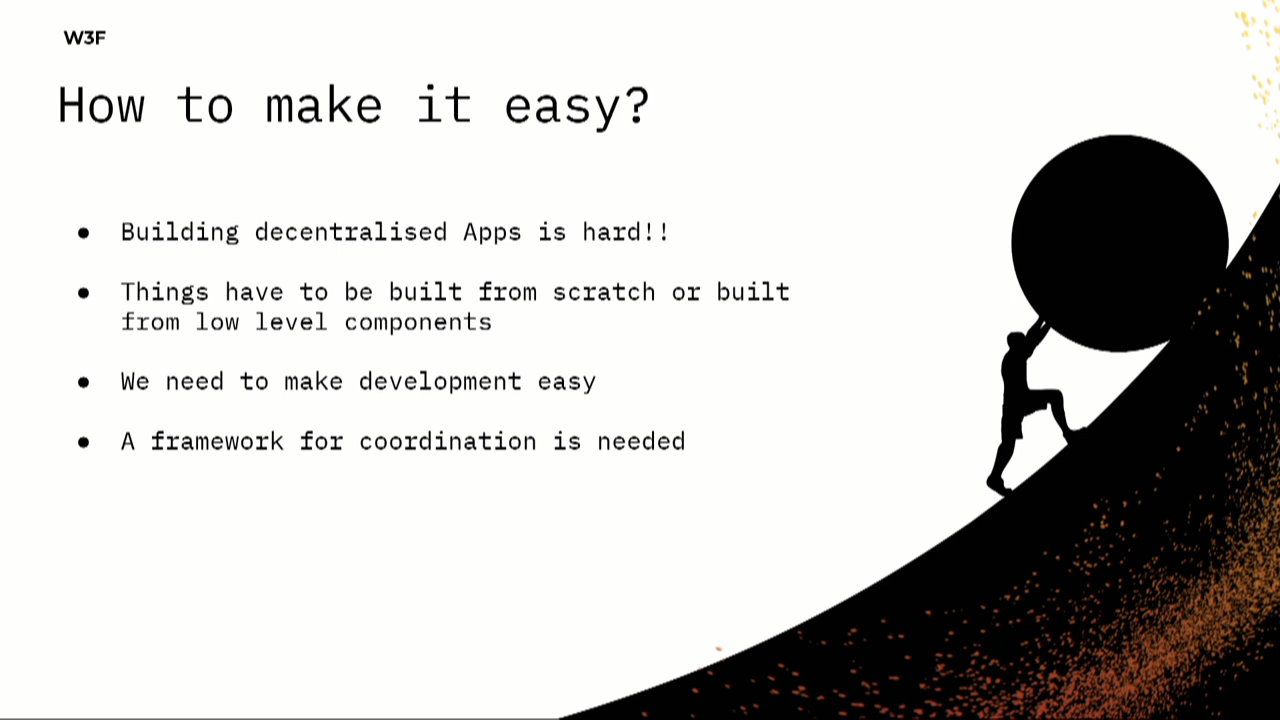 W3F
How to make it easy?
● Building decentralised Apps is hard!!
● Things have to be built from scratch or built
from low level components
● We need to make development easy
● A framework for coordination is needed